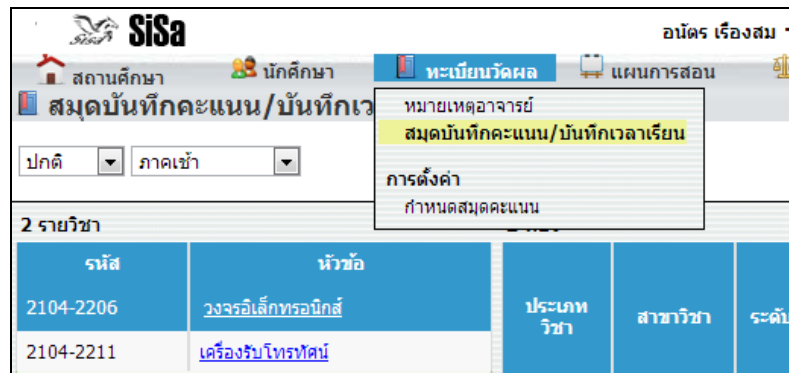 SiSa
SiSa
อนัตร เรืองสม
สถานศึกษา นักศึกษา ทะเบียนวัดผล แผนการสอน
สมุดบันทึกคะแนน/บันทึกเว
หมายเหตุอาจารย์
สมุดบันทึกคะแนน/บันทึกเวลาเรียน
การตั้งค่า
กำหนดสมุดคะแนน
ปกติ ภาคเช้า
2 รายวิชา
รหัส หัวข้อ
2104-2206 วงจรอิเล็กทรอนิกส์
2104-2211 เครื่องรับโทรทัศน์
ประเภท
วิชา
สาขาวิชา
ระดับ